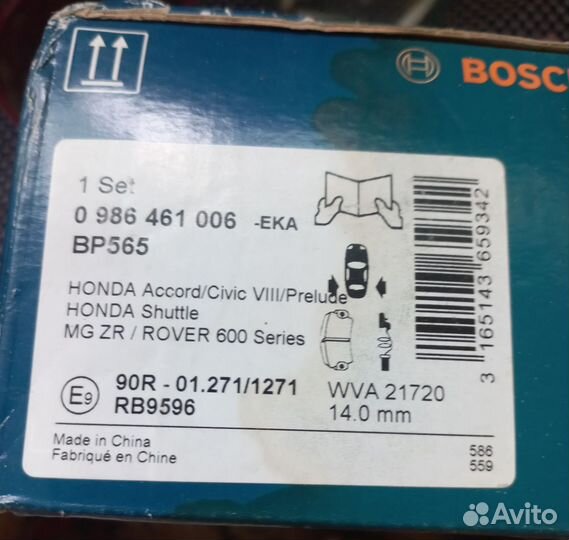 BOSC
1 Set
0 986 461 006 -EKA
BP565
HONDA Accord/Civic VIII/Prelude
HONDA Shuttle
MG ZR / ROVER 600 Series
E9
90R - 01.271/1271
RB9596
WVA 21720
14.0 mm
3 165143 659342
Made in China
Fabriqué en Chine
586
559
Avito